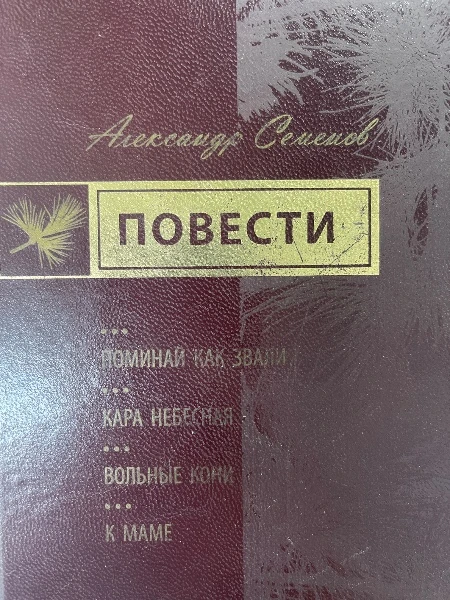 Александр Семенов
ПОВЕСТИ
...
ПОМИНАЙ КАК ЗВАЛИ
...
КАРА НЕБЕСНАЯ
...
ВОЛЬНЫЕ КОНИ
...
К МАМЕ